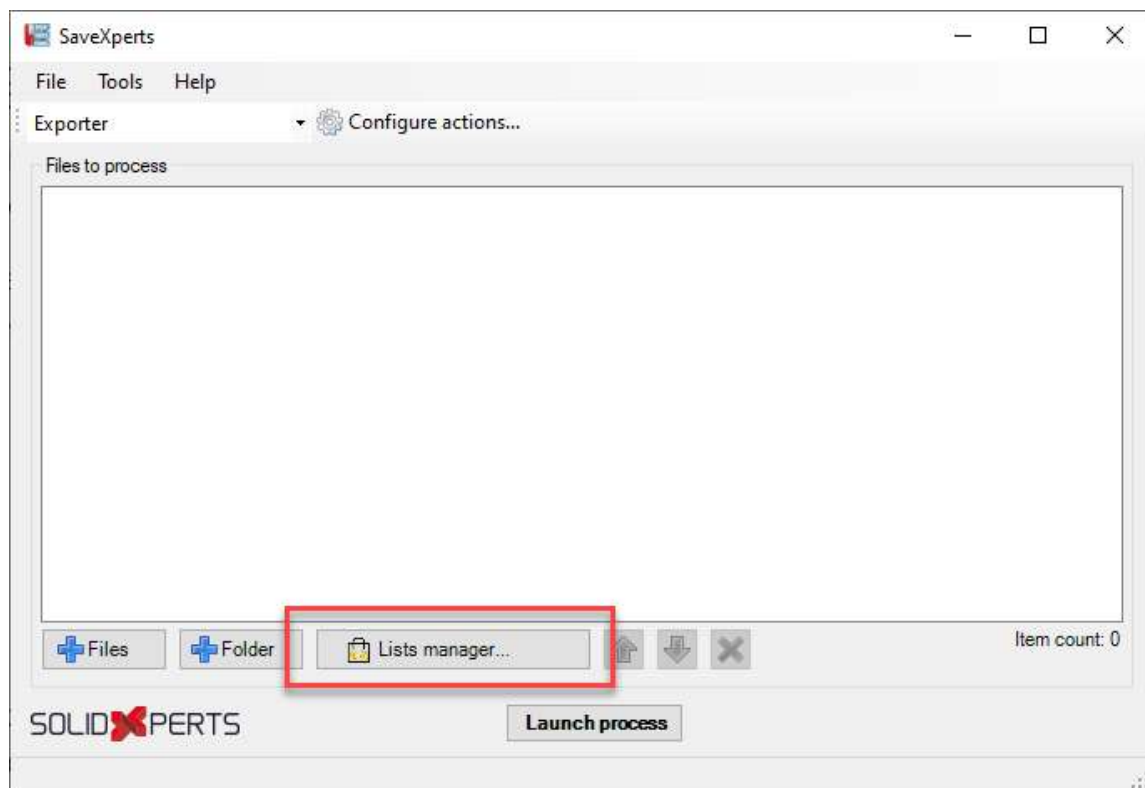 SaveXperts
File Tools Help
Exporter Configure actions...
Files to process
Files Folder Lists manager... Item count: 0
SOLIDXPERTS Launch process